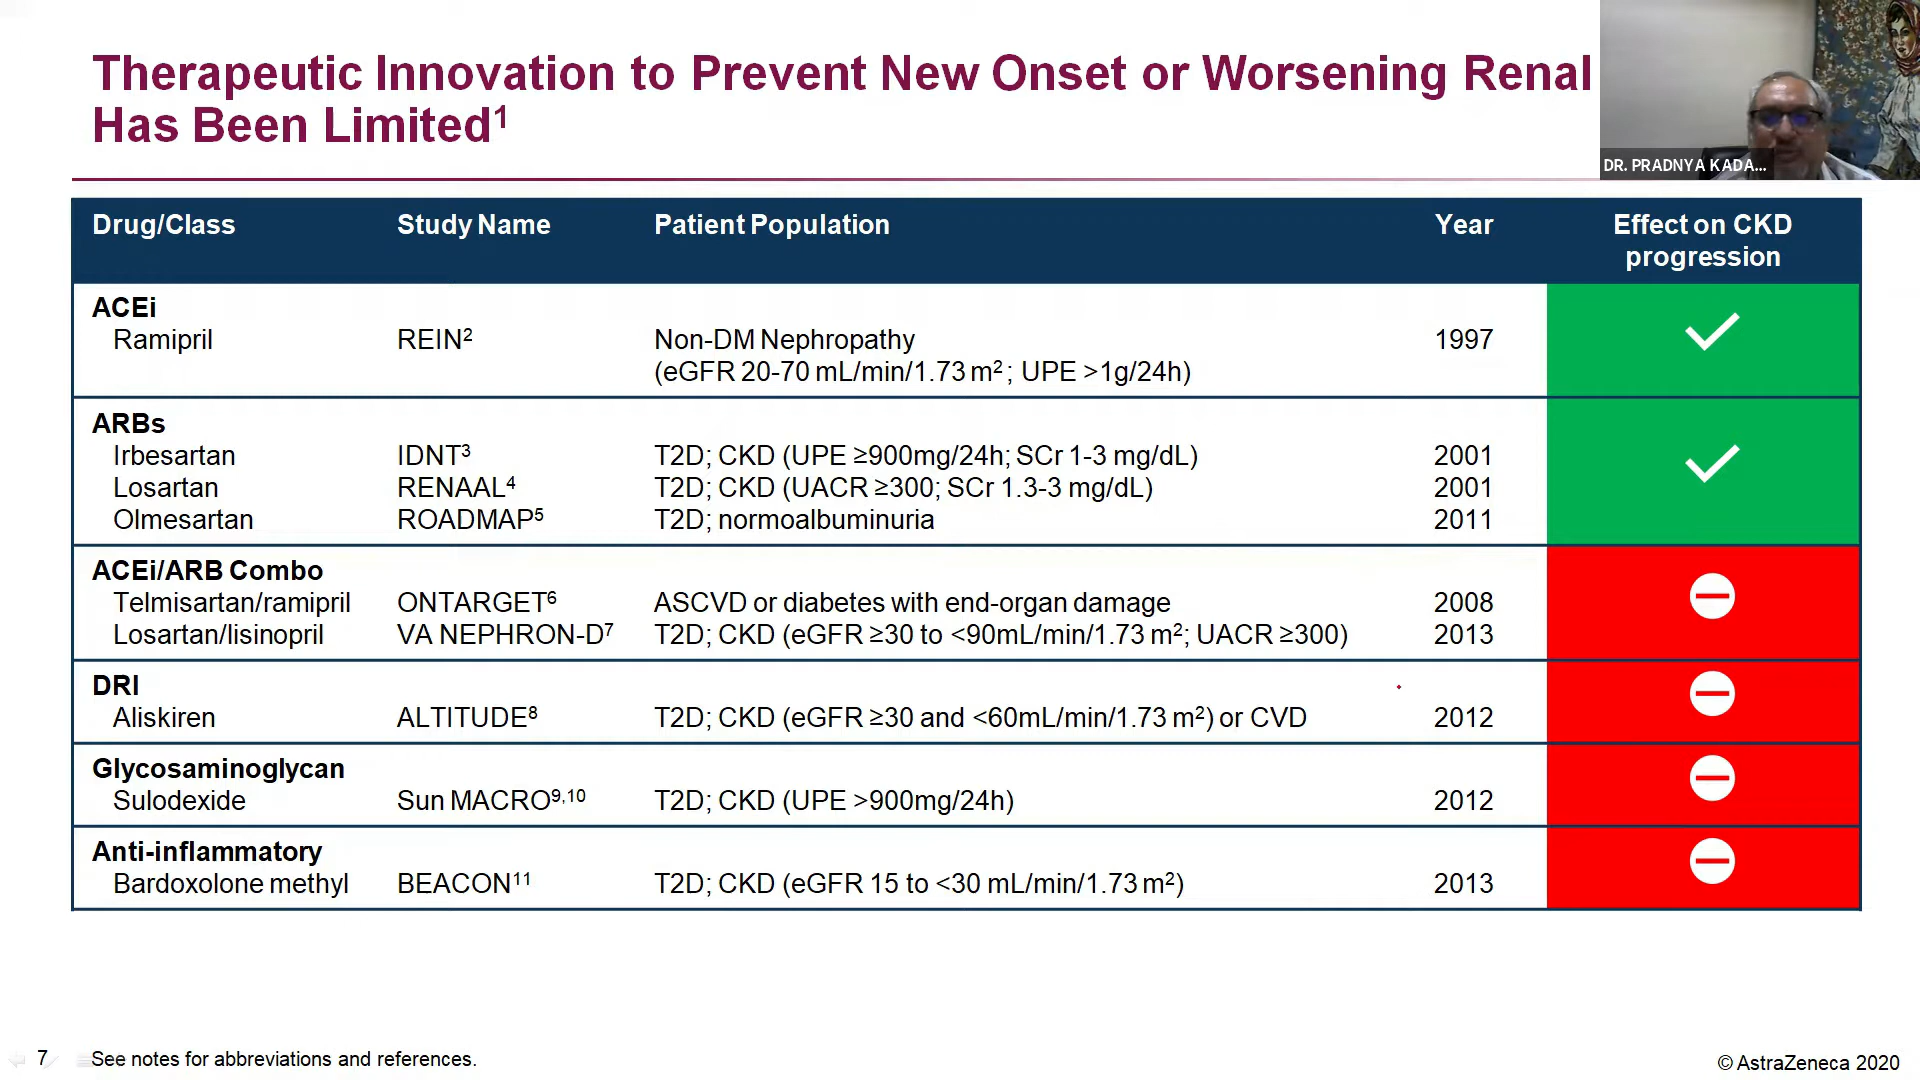 Therapeutic Innovation to Prevent New Onset or Worsening Renal
Has Been Limited¹
DR. PRADNYA KADA...
Drug/Class Study Name Patient Population Year Effect on CKD progression
ACEi
Ramipril REIN² Non-DM Nephropathy 1997
(eGFR 20-70 mL/min/1.73 m²; UPE >1g/24h)
ARBs
Irbesartan IDNT³ T2D; CKD (UPE ≥900mg/24h; SCr 1-3 mg/dL) 2001
Losartan RENAAL⁴ T2D; CKD (UACR ≥300; SCr 1.3-3 mg/dL) 2001
Olmesartan ROADMAP⁵ T2D; normoalbuminuria 2011
ACEi/ARB Combo
Telmisartan/ramipril ONTARGET⁶ ASCVD or diabetes with end-organ damage 2008
Losartan/lisinopril VA NEPHRON-D⁷ T2D; CKD (eGFR ≥30 to <90mL/min/1.73 m²; UACR ≥300) 2013
DRI
Aliskiren ALTITUDE⁸ T2D; CKD (eGFR ≥30 and <60mL/min/1.73 m²) or CVD 2012
Glycosaminoglycan
Sulodexide Sun MACRO⁹,¹⁰ T2D; CKD (UPE >900mg/24h) 2012
Anti-inflammatory
Bardoxolone methyl BEACON¹¹ T2D; CKD (eGFR 15 to <30 mL/min/1.73 m²) 2013
7 See notes for abbreviations and references.
© AstraZeneca 2020